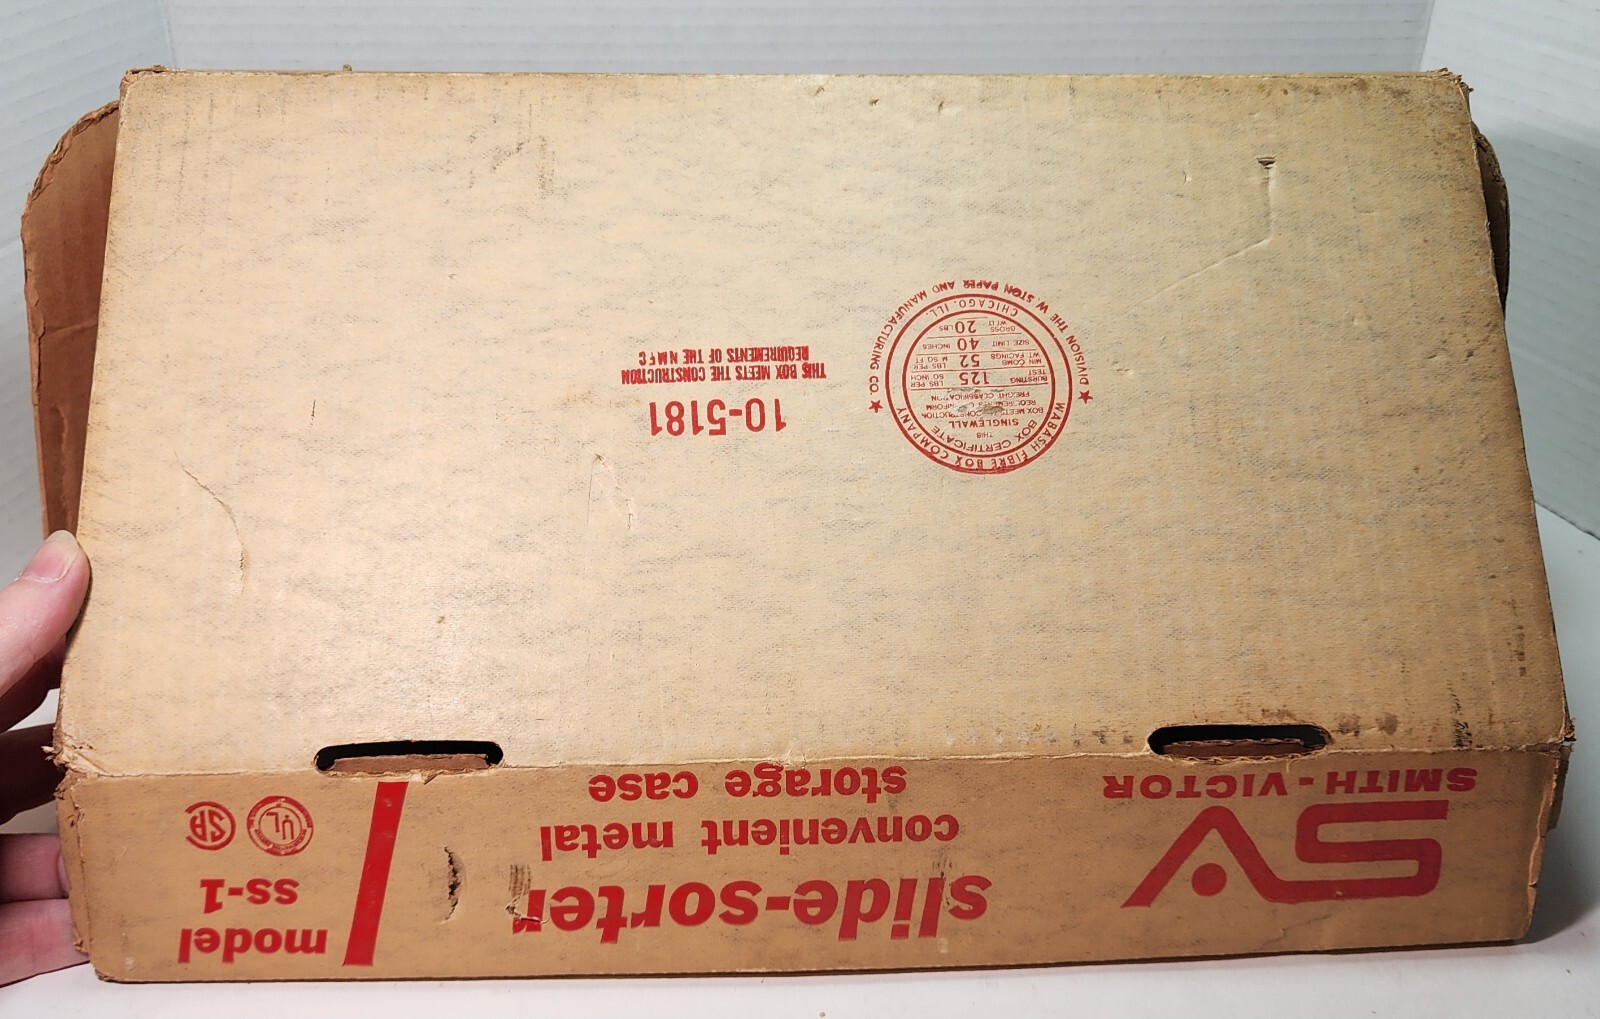 SV
SMITH-VICTOR
slide-sorter
convenient metal
storage case
model
SS-1
UL
SA
10-5181
THIS BOX MEETS THE CONSTRUCTION
REQUIREMENTS OF THE NMFC
WABASH FIBRE BOX COMPANY
BOX CERTIFICATE
THIS
SINGLEWALL
BOX MEETS CONSTRUCTION
FREIGHT CLASSIFICATION
BURSTING TEST 125 LBS PER SQ INCH
MIN COMB WT FACINGS 52 LBS PER M SQ FT
SIZE LIMIT 40 INCHES
GROSS WT LT 20 LBS
CHICAGO, ILL.
★ DIVISION THE W. STON PAPER AND MANUFACTURING CO. ★